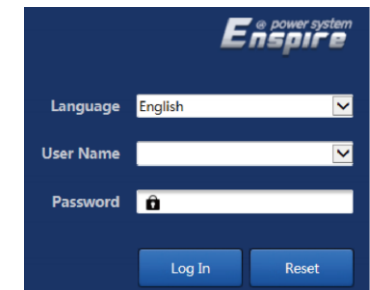 @ power system
Enspire
Language English
User Name
Password
Log In Reset